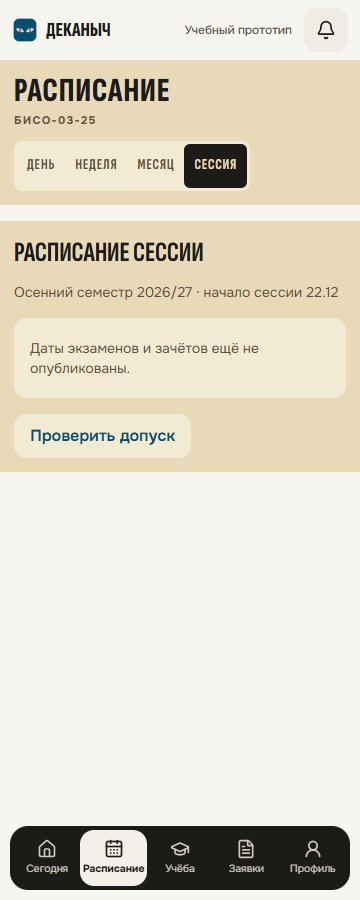 ДЕКАНЫЧ
Учебный прототип
РАСПИСАНИЕ
БИСО-03-25
ДЕНЬ
НЕДЕЛЯ
МЕСЯЦ
СЕССИЯ
РАСПИСАНИЕ СЕССИИ
Осенний семестр 2026/27 · начало сессии 22.12
Даты экзаменов и зачётов ещё не
опубликованы.
Проверить допуск
Сегодня
Расписание
Учёба
Заявки
Профиль